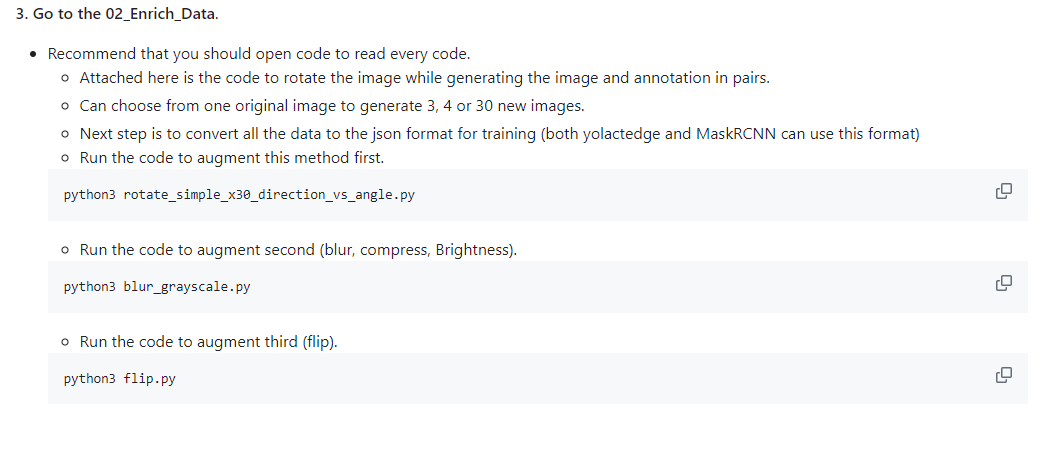 3. Go to the 02_Enrich_Data.
Recommend that you should open code to read every code.
Attached here is the code to rotate the image while generating the image and annotation in pairs.
Can choose from one original image to generate 3, 4 or 30 new images.
Next step is to convert all the data to the json format for training (both yolactedge and MaskRCNN can use this format)
Run the code to augment this method first.
python3 rotate_simple_x30_direction_vs_angle.py
Run the code to augment second (blur, compress, Brightness).
python3 blur_grayscale.py
Run the code to augment third (flip).
python3 flip.py